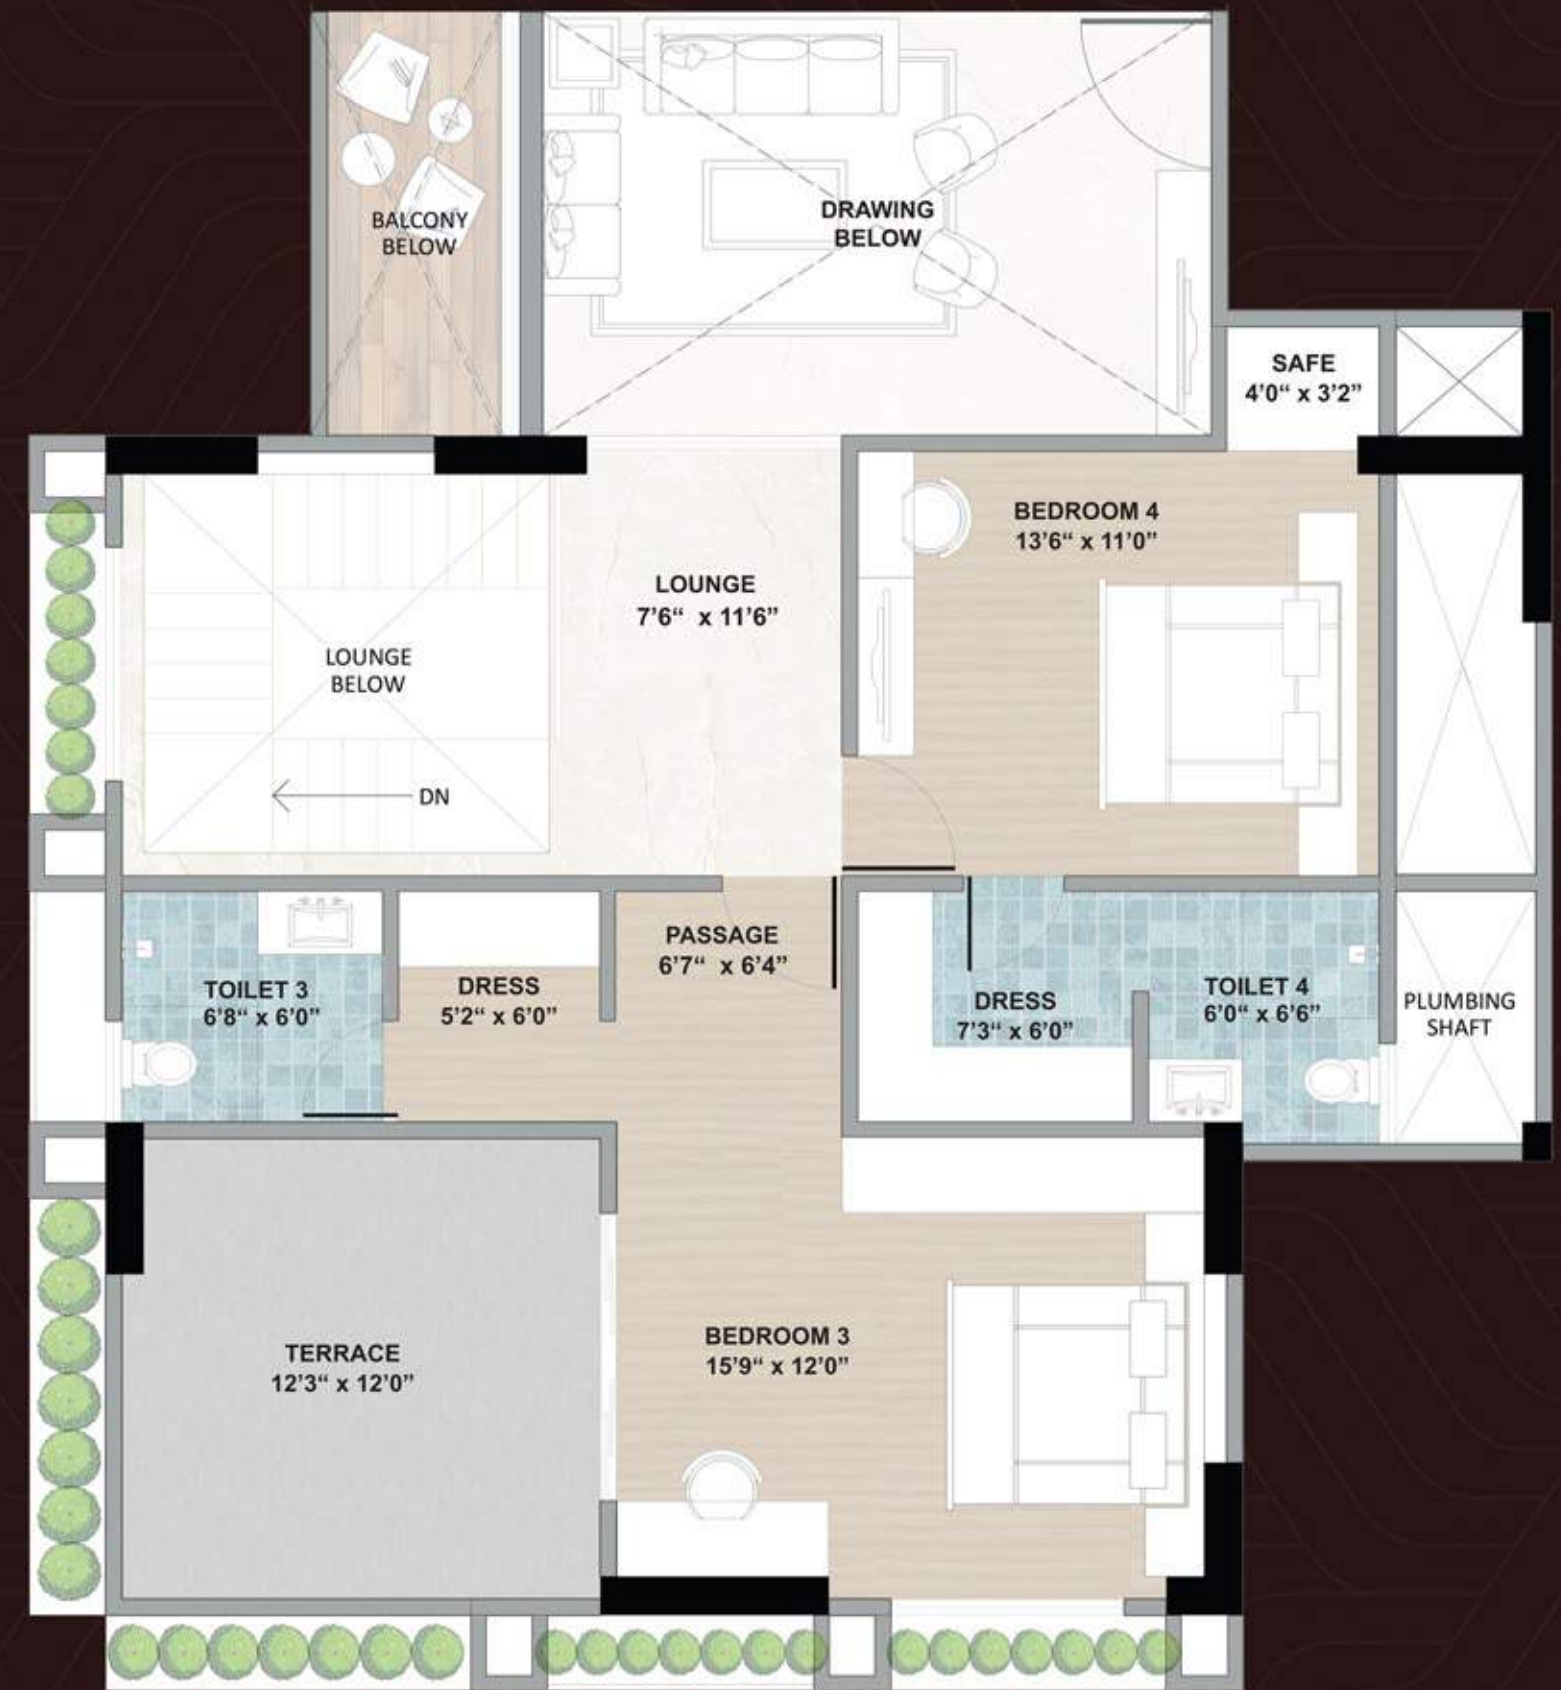 BALCONY
BELOW
DRAWING
BELOW
SAFE
4'0“ x 3'2”
BEDROOM 4
13'6“ x 11'0”
LOUNGE
7'6“ x 11'6”
LOUNGE
BELOW
DN
PASSAGE
6'7“ x 6'4”
TOILET 3
6'8“ x 6'0”
DRESS
5'2“ x 6'0”
DRESS
7'3“ x 6'0”
TOILET 4
6'0“ x 6'6”
PLUMBING
SHAFT
TERRACE
12'3“ x 12'0”
BEDROOM 3
15'9“ x 12'0”